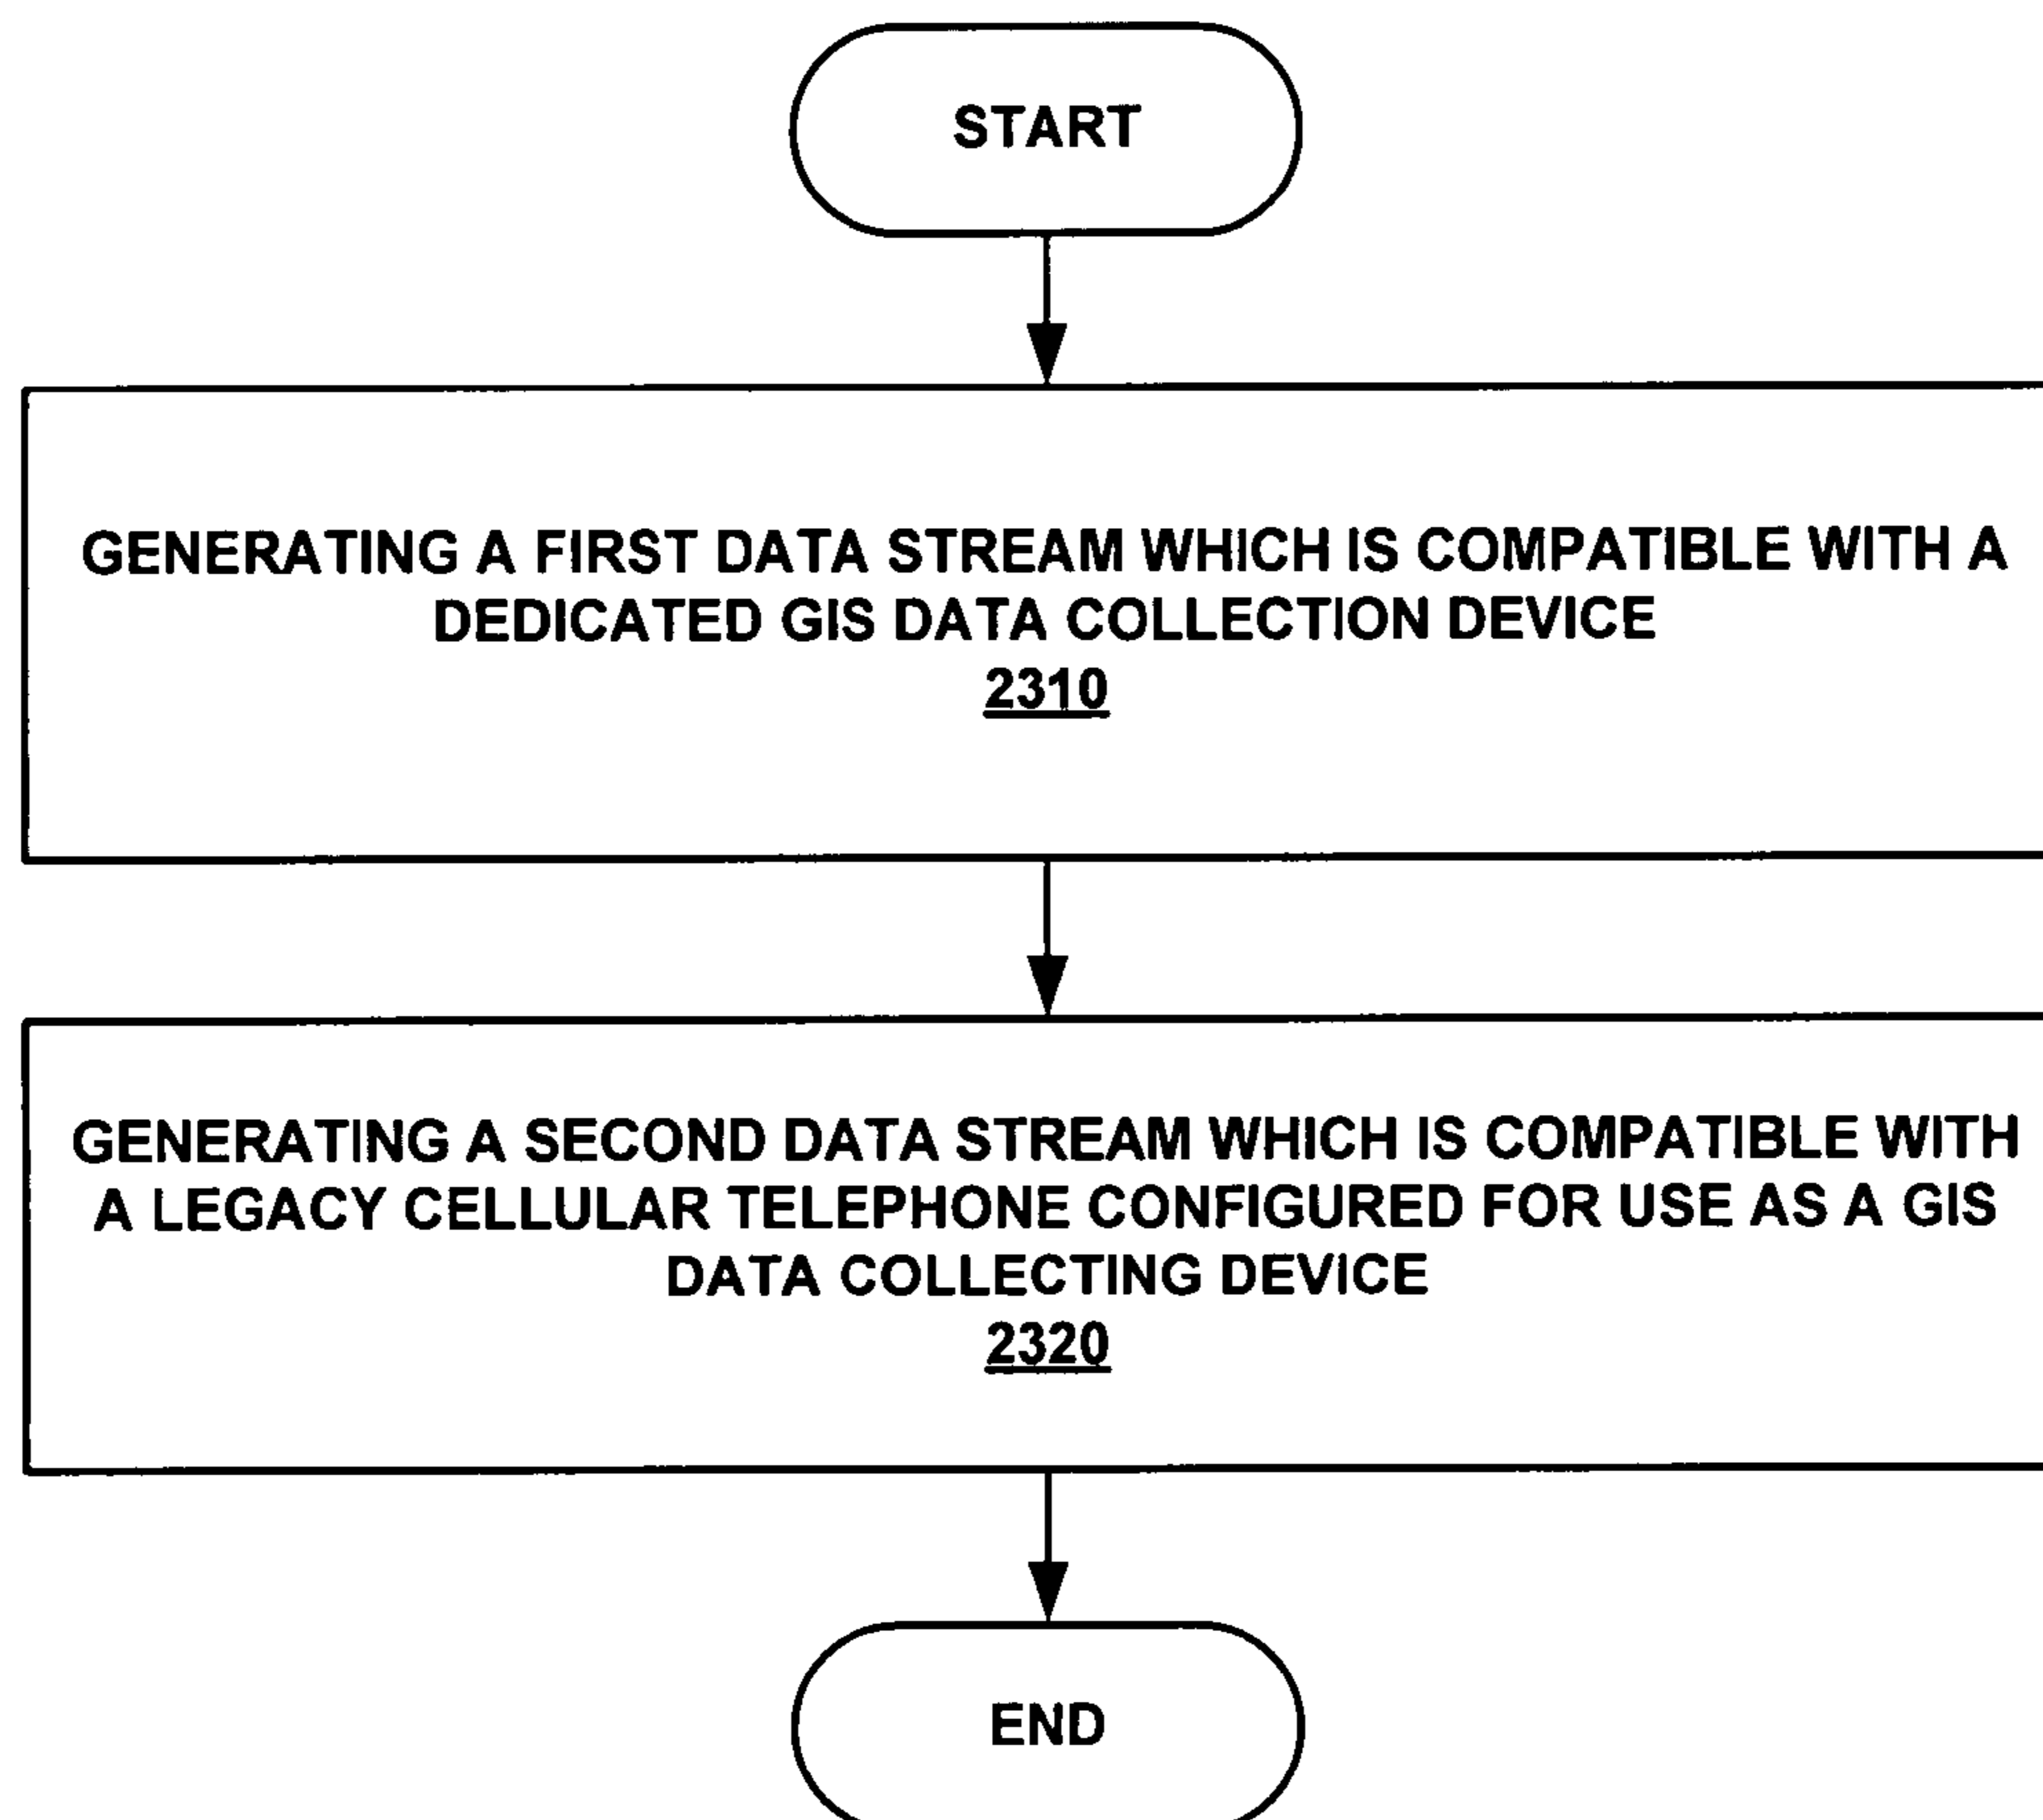 START
GENERATING A FIRST DATA STREAM WHICH IS COMPATIBLE WITH A
DEDICATED GIS DATA COLLECTION DEVICE
2310
GENERATING A SECOND DATA STREAM WHICH IS COMPATIBLE WITH
A LEGACY CELLULAR TELEPHONE CONFIGURED FOR USE AS A GIS
DATA COLLECTING DEVICE
2320
END